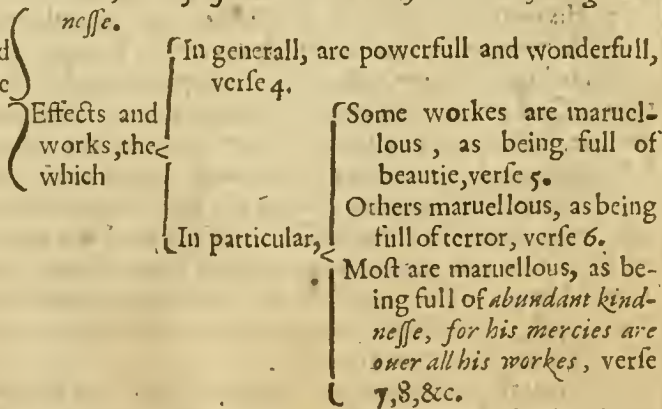 neſſe.
d
e
In generall, are powerfull and wonderfull,
verſe 4.
Effects and
works, the
which
Some workes are maruel-
lous, as being full of
beautie, verſe 5.
Others maruellous, as being
full of terror, verſe 6.
In particular,
Moſt are maruellous, as be-
ing full of abundant kind-
neſſe, for his mercies are
ouer all his workes, verſe
7,8,&c.